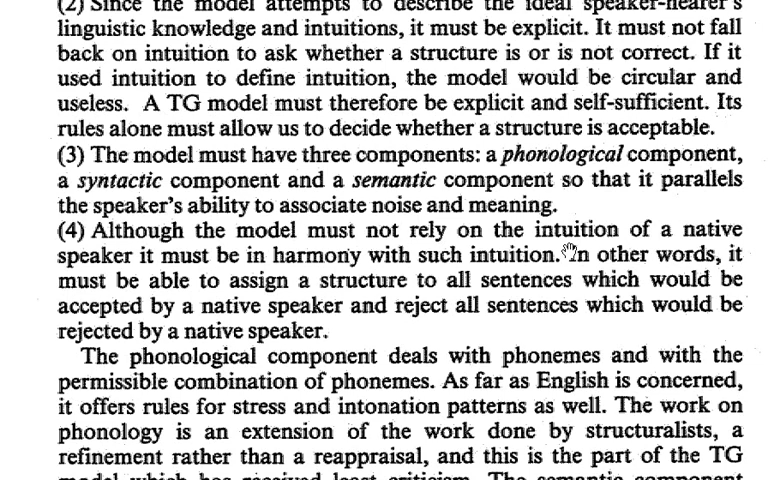 (2) Since the model attempts to describe the ideal speaker-hearer's
linguistic knowledge and intuitions, it must be explicit. It must not fall
back on intuition to ask whether a structure is or is not correct. If it
used intuition to define intuition, the model would be circular and
useless. A TG model must therefore be explicit and self-sufficient. Its
rules alone must allow us to decide whether a structure is acceptable.
(3) The model must have three components: a phonological component,
a syntactic component and a semantic component so that it parallels
the speaker's ability to associate noise and meaning.
(4) Although the model must not rely on the intuition of a native
speaker it must be in harmony with such intuition. In other words, it
must be able to assign a structure to all sentences which would be
accepted by a native speaker and reject all sentences which would be
rejected by a native speaker.
The phonological component deals with phonemes and with the
permissible combination of phonemes. As far as English is concerned,
it offers rules for stress and intonation patterns as well. The work on
phonology is an extension of the work done by structuralists, a
refinement rather than a reappraisal, and this is the part of the TG
model which has received least criticism. The semantic component